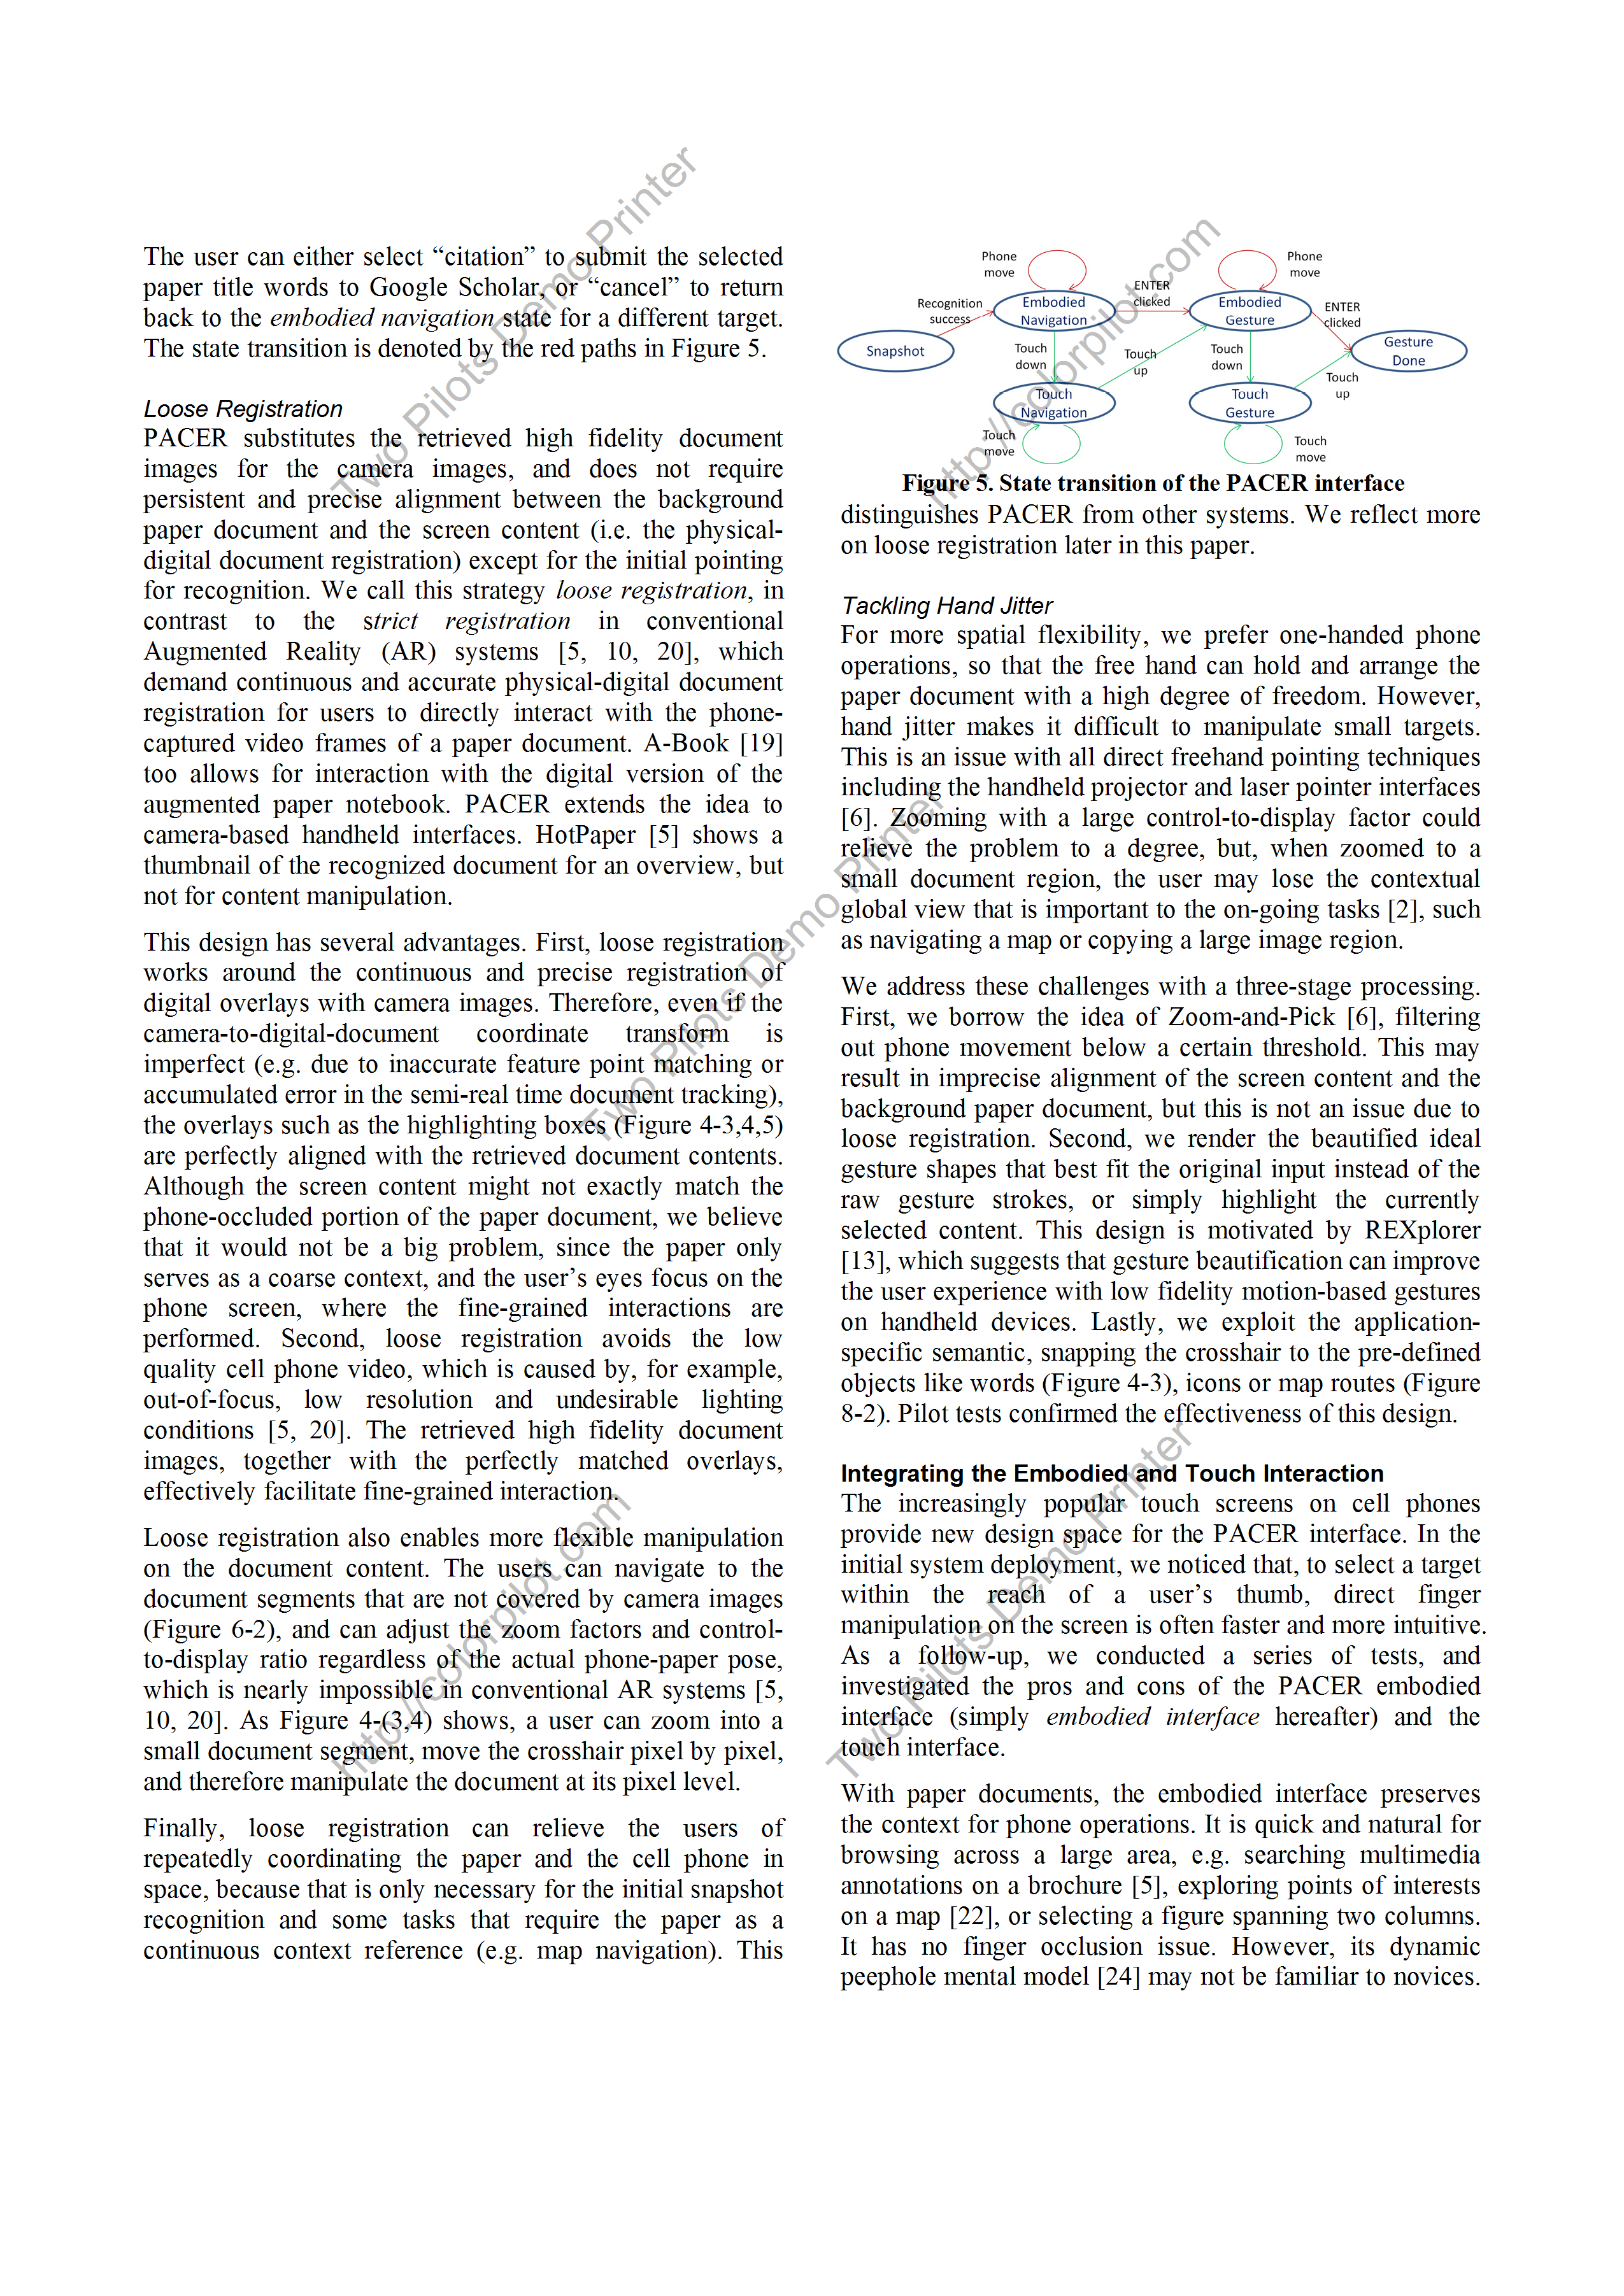 The user can either select “citation” to submit the selected
paper title words to Google Scholar, or “cancel” to return
back to the embodied navigation state for a different target.
The state transition is denoted by the red paths in Figure 5.
Loose Registration
PACER substitutes the retrieved high fidelity document
images for the camera images, and does not require
persistent and precise alignment between the background
paper document and the screen content (i.e. the physical-
digital document registration) except for the initial pointing
for recognition. We call this strategy loose registration, in
contrast to the strict registration in conventional
Augmented Reality (AR) systems [5, 10, 20], which
demand continuous and accurate physical-digital document
registration for users to directly interact with the phone-
captured video frames of a paper document. A-Book [19]
too allows for interaction with the digital version of the
augmented paper notebook. PACER extends the idea to
camera-based handheld interfaces. HotPaper [5] shows a
thumbnail of the recognized document for an overview, but
not for content manipulation.
This design has several advantages. First, loose registration
works around the continuous and precise registration of
digital overlays with camera images. Therefore, even if the
camera-to-digital-document coordinate transform is
imperfect (e.g. due to inaccurate feature point matching or
accumulated error in the semi-real time document tracking),
the overlays such as the highlighting boxes (Figure 4-3,4,5)
are perfectly aligned with the retrieved document contents.
Although the screen content might not exactly match the
phone-occluded portion of the paper document, we believe
that it would not be a big problem, since the paper only
serves as a coarse context, and the user’s eyes focus on the
phone screen, where the fine-grained interactions are
performed. Second, loose registration avoids the low
quality cell phone video, which is caused by, for example,
out-of-focus, low resolution and undesirable lighting
conditions [5, 20]. The retrieved high fidelity document
images, together with the perfectly matched overlays,
effectively facilitate fine-grained interaction.
Loose registration also enables more flexible manipulation
on the document content. The users can navigate to the
document segments that are not covered by camera images
(Figure 6-2), and can adjust the zoom factors and control-
to-display ratio regardless of the actual phone-paper pose,
which is nearly impossible in conventional AR systems [5,
10, 20]. As Figure 4-(3,4) shows, a user can zoom into a
small document segment, move the crosshair pixel by pixel,
and therefore manipulate the document at its pixel level.
Finally, loose registration can relieve the users of
repeatedly coordinating the paper and the cell phone in
space, because that is only necessary for the initial snapshot
recognition and some tasks that require the paper as a
continuous context reference (e.g. map navigation). This
Phone
move
Phone
move
Recognition
success
Embodied
Navigation
ENTER
clicked
Embodied
Gesture
ENTER
clicked
Snapshot
Gesture
Done
Touch
down
Touch
up
Touch
down
Touch
up
Touch
Navigation
Touch
Gesture
Touch
move
Touch
move
Figure 5. State transition of the PACER interface
distinguishes PACER from other systems. We reflect more
on loose registration later in this paper.
Tackling Hand Jitter
For more spatial flexibility, we prefer one-handed phone
operations, so that the free hand can hold and arrange the
paper document with a high degree of freedom. However,
hand jitter makes it difficult to manipulate small targets.
This is an issue with all direct freehand pointing techniques
including the handheld projector and laser pointer interfaces
[6]. Zooming with a large control-to-display factor could
relieve the problem to a degree, but, when zoomed to a
small document region, the user may lose the contextual
global view that is important to the on-going tasks [2], such
as navigating a map or copying a large image region.
We address these challenges with a three-stage processing.
First, we borrow the idea of Zoom-and-Pick [6], filtering
out phone movement below a certain threshold. This may
result in imprecise alignment of the screen content and the
background paper document, but this is not an issue due to
loose registration. Second, we render the beautified ideal
gesture shapes that best fit the original input instead of the
raw gesture strokes, or simply highlight the currently
selected content. This design is motivated by REXplorer
[13], which suggests that gesture beautification can improve
the user experience with low fidelity motion-based gestures
on handheld devices. Lastly, we exploit the application-
specific semantic, snapping the crosshair to the pre-defined
objects like words (Figure 4-3), icons or map routes (Figure
8-2). Pilot tests confirmed the effectiveness of this design.
Integrating the Embodied and Touch Interaction
The increasingly popular touch screens on cell phones
provide new design space for the PACER interface. In the
initial system deployment, we noticed that, to select a target
within the reach of a user’s thumb, direct finger
manipulation on the screen is often faster and more intuitive.
As a follow-up, we conducted a series of tests, and
investigated the pros and cons of the PACER embodied
interface (simply embodied interface hereafter) and the
touch interface.
With paper documents, the embodied interface preserves
the context for phone operations. It is quick and natural for
browsing across a large area, e.g. searching multimedia
annotations on a brochure [5], exploring points of interests
on a map [22], or selecting a figure spanning two columns.
It has no finger occlusion issue. However, its dynamic
peephole mental model [24] may not be familiar to novices.
Two Pilots Demo Printer
http://colorpilot.com
Two Pilots Demo Printer
http://colorpilot.com
Two Pilots Demo Printer